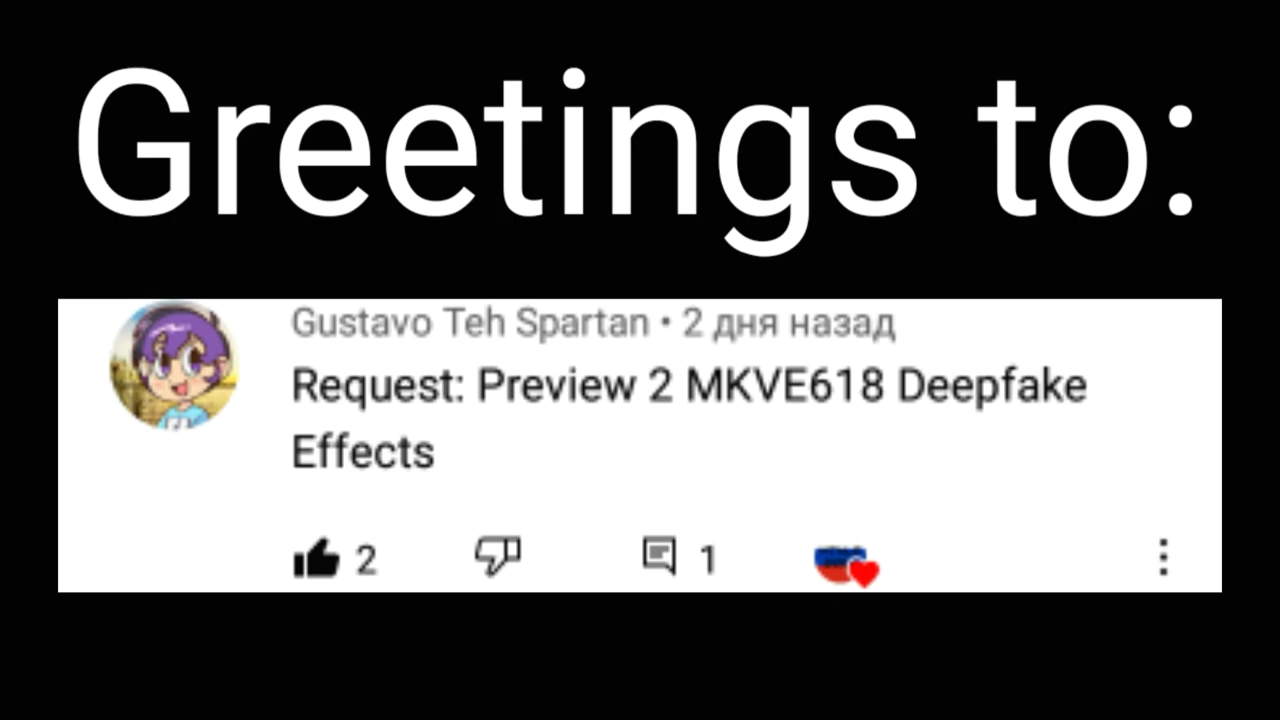 Greetings to:
Gustavo Teh Spartan • 2 дня назад
Request: Preview 2 MKVE618 Deepfake
Effects
2 1